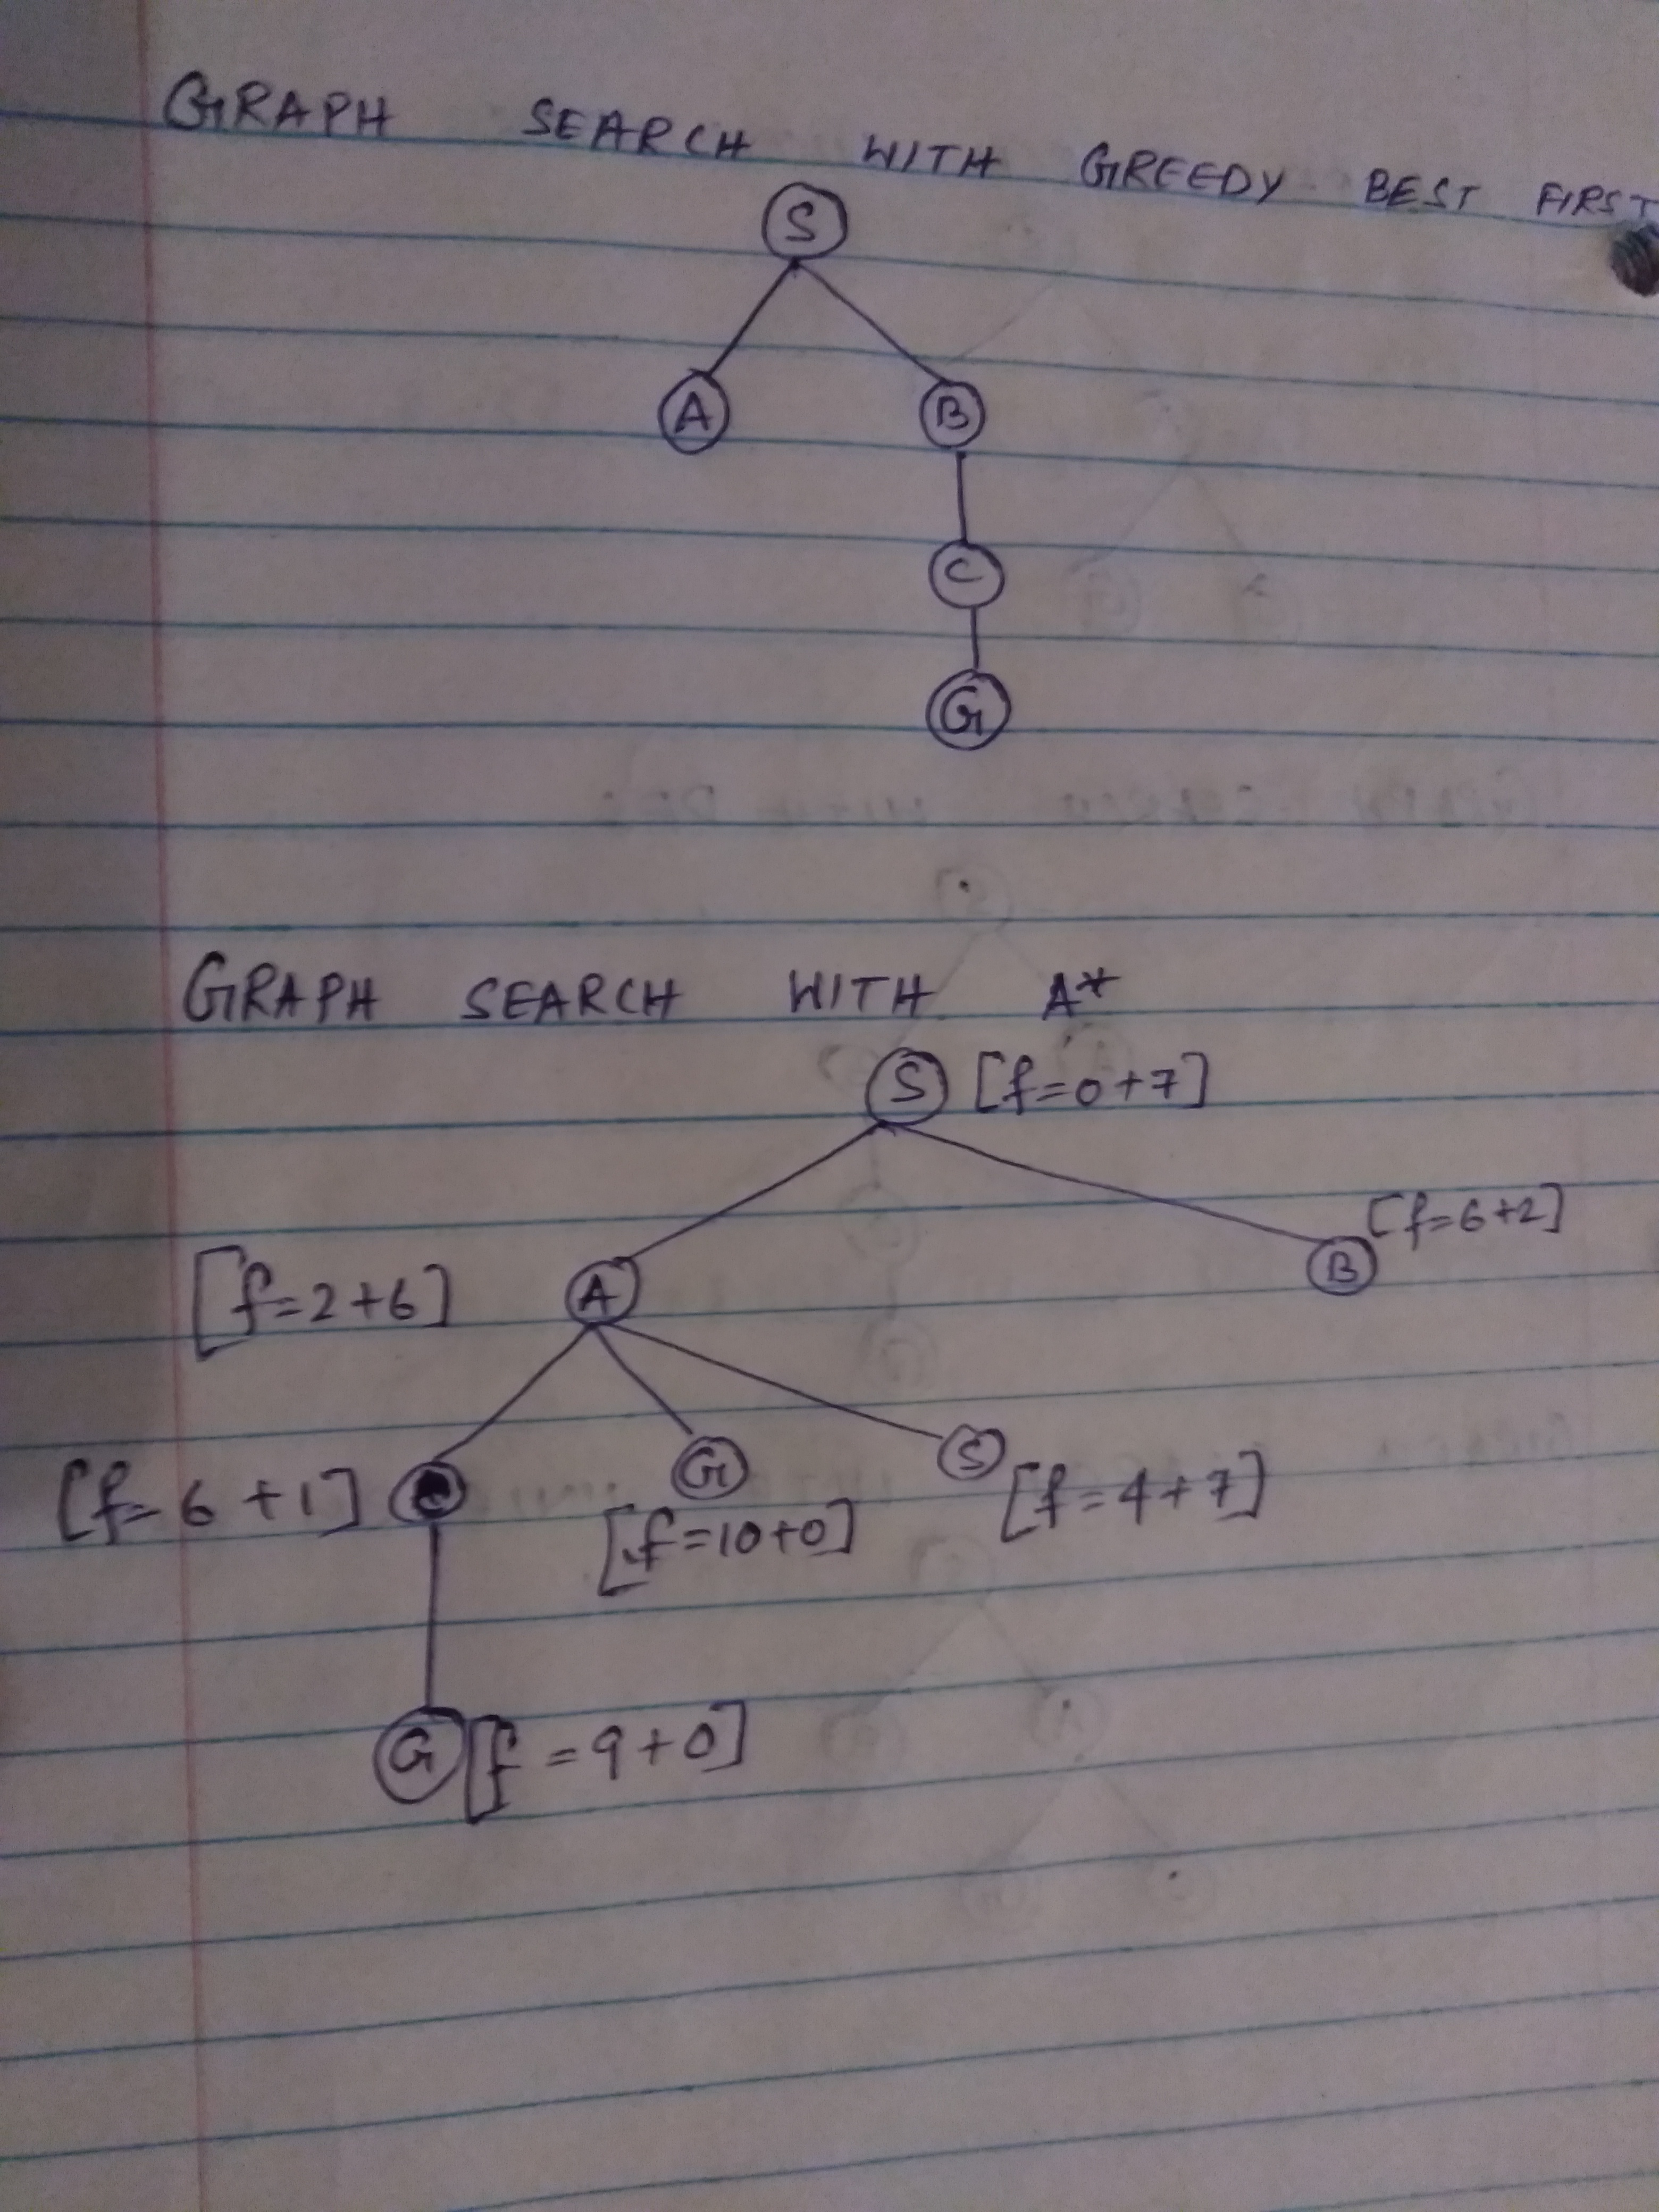 GRAPH SEARCH WITH GREEDY BEST FIRST
S
A B
C
G
GRAPH SEARCH WITH A*
S [f=0+7]
[f=6+2]
[f=2+6] A B
[f=6+1] G S
[f=10+0] [f=4+7]
G [f=9+0]